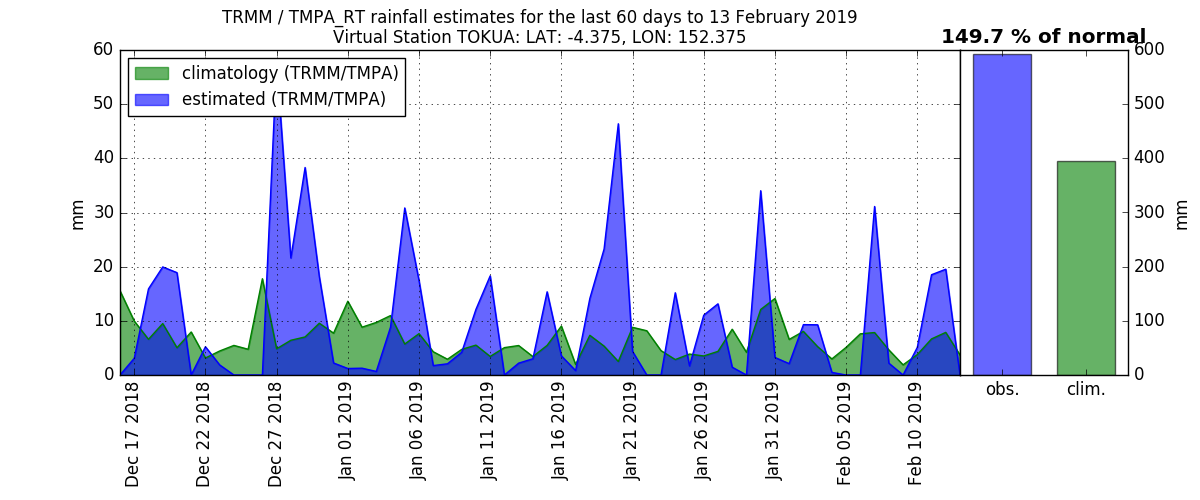 TRMM / TMPA_RT rainfall estimates for the last 60 days to 13 February 2019
Virtual Station TOKUA: LAT: -4.375, LON: 152.375
149.7 % of normal
climatology (TRMM/TMPA)
estimated (TRMM/TMPA)
mm
60
50
40
30
20
10
0
Dec 17 2018
Dec 22 2018
Dec 27 2018
Jan 01 2019
Jan 06 2019
Jan 11 2019
Jan 16 2019
Jan 21 2019
Jan 26 2019
Jan 31 2019
Feb 05 2019
Feb 10 2019
obs.
clim.
600
500
400
300
200
100
0
mm